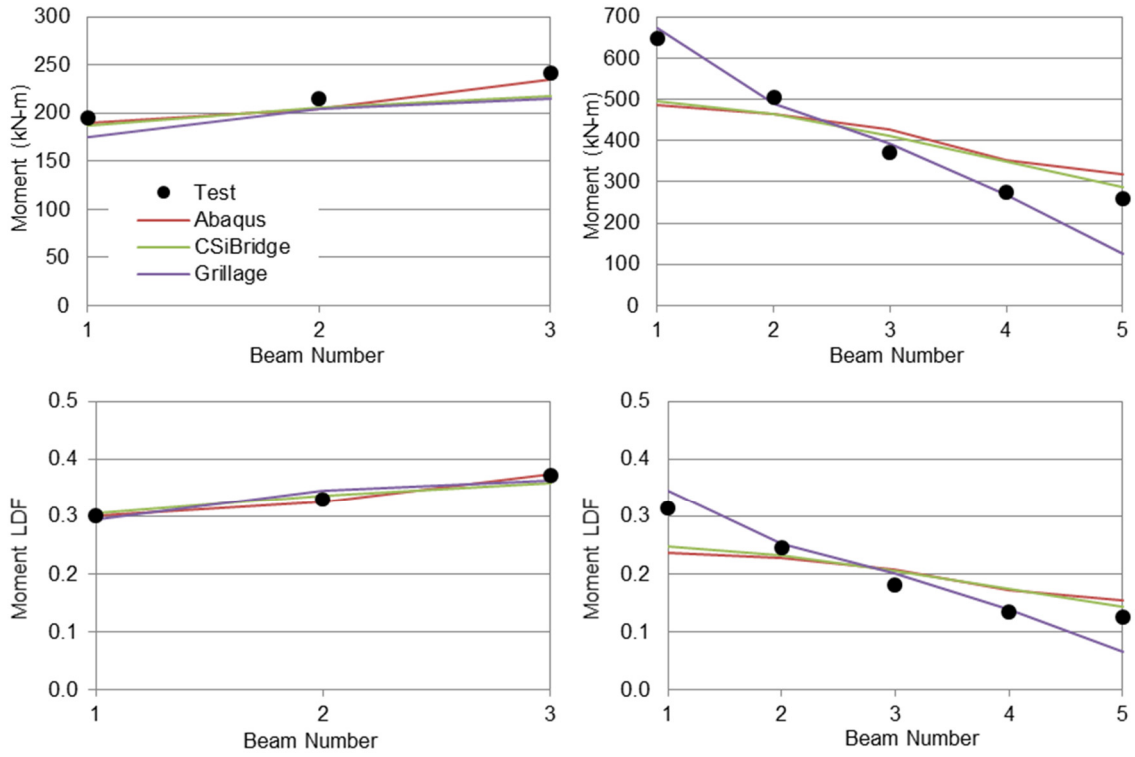 300
250
200
150
100
50
0
Moment (kN-m)
Test
Abaqus
CSiBridge
Grillage
1 2 3
Beam Number
700
600
500
400
300
200
100
0
Moment (kN-m)
1 2 3 4 5
Beam Number
0.5
0.4
0.3
0.2
0.1
0.0
Moment LDF
1 2 3
Beam Number
0.5
0.4
0.3
0.2
0.1
0.0
Moment LDF
1 2 3 4 5
Beam Number